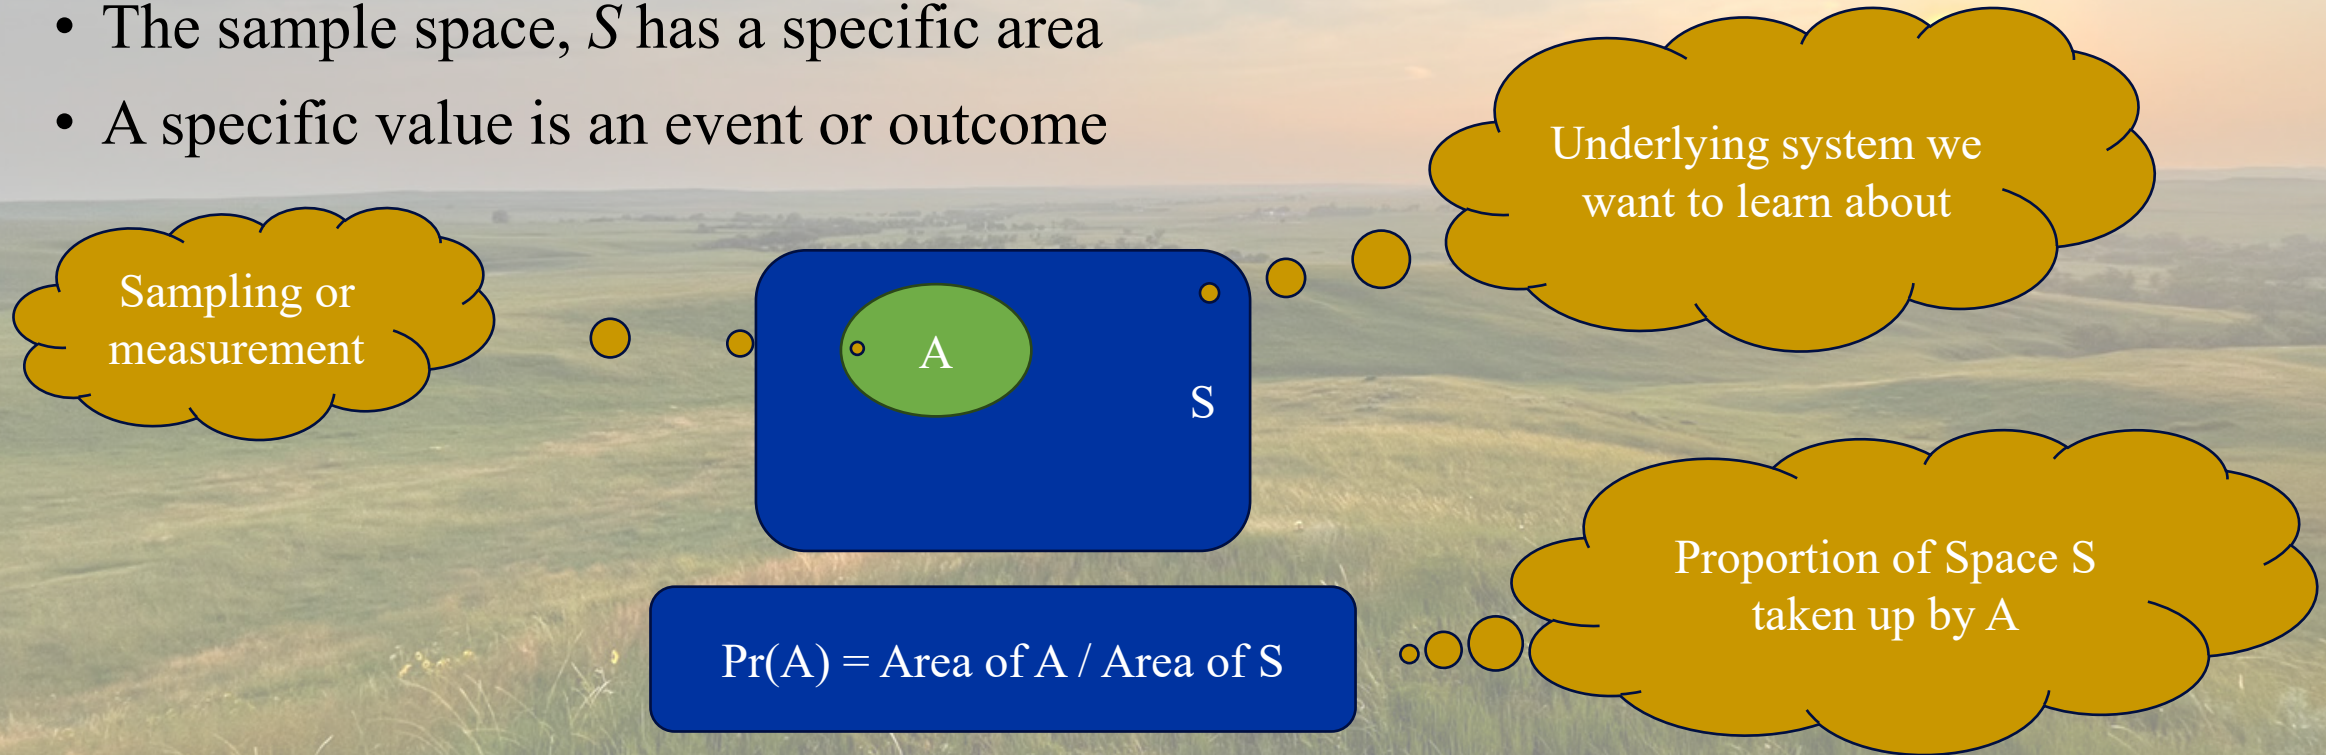 • The sample space, S has a specific area
• A specific value is an event or outcome
Underlying system we
want to learn about
Sampling or
measurement
A
S
Proportion of Space S
taken up by A
Pr(A) = Area of A / Area of S